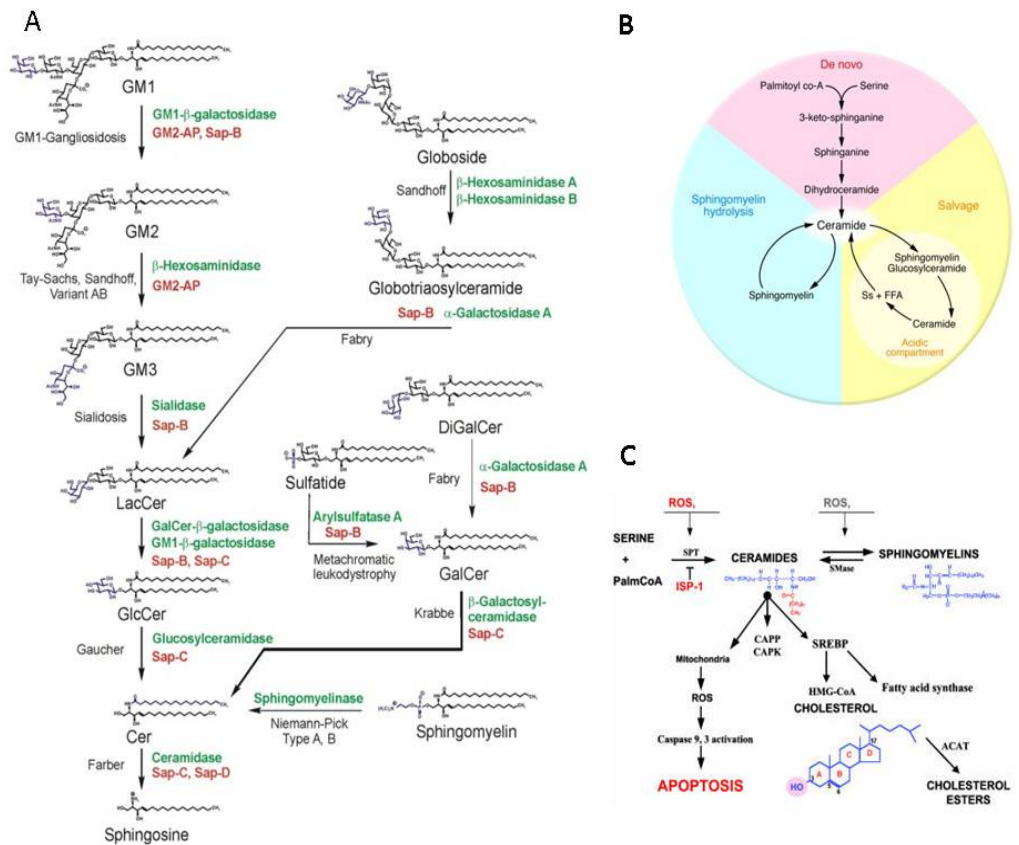 A
GM1
GM1-Gangliosidosis
GM1-β-galactosidase
GM2-AP, Sap-B
GM2
Tay-Sachs, Sandhoff,
Variant AB
β-Hexosaminidase
GM2-AP
GM3
Sialidosis
Sialidase
Sap-B
LacCer
GalCer-β-galactosidase
GM1-β-galactosidase
Sap-B, Sap-C
GlcCer
Gaucher
Glucosylceramidase
Sap-C
Cer
Farber
Ceramidase
Sap-C, Sap-D
Sphingosine
Globoside
Sandhoff
β-Hexosaminidase A
β-Hexosaminidase B
Globotriaosylceramide
Sap-B α-Galactosidase A
Fabry
DiGalCer
Fabry
α-Galactosidase A
Sap-B
Sulfatide
Arylsulfatase A
Sap-B
Metachromatic
leukodystrophy
GalCer
Krabbe
β-Galactosyl-
ceramidase
Sap-C
Sphingomyelinase
Niemann-Pick
Type A, B
Sphingomyelin
B
De novo
Palmitoyl co-A
Serine
3-keto-sphinganine
Sphinganine
Dihydroceramide
Ceramide
Sphingomyelin
hydrolysis
Sphingomyelin
Salvage
Sphingomyelin
Glucosylceramide
Ss + FFA
Ceramide
Acidic
compartment
C
ROS,
ROS,
SERINE
+
PalmCoA
SPT
ISP-1
CERAMIDES
SMase
SPHINGOMYELINS
CAPP
CAPK
SREBP
Mitochondria
ROS
Caspase 9, 3 activation
APOPTOSIS
HMG-CoA
CHOLESTEROL
Fatty acid synthase
HO
A
B
C
D
3
5
6
17
ACAT
CHOLESTEROL
ESTERS